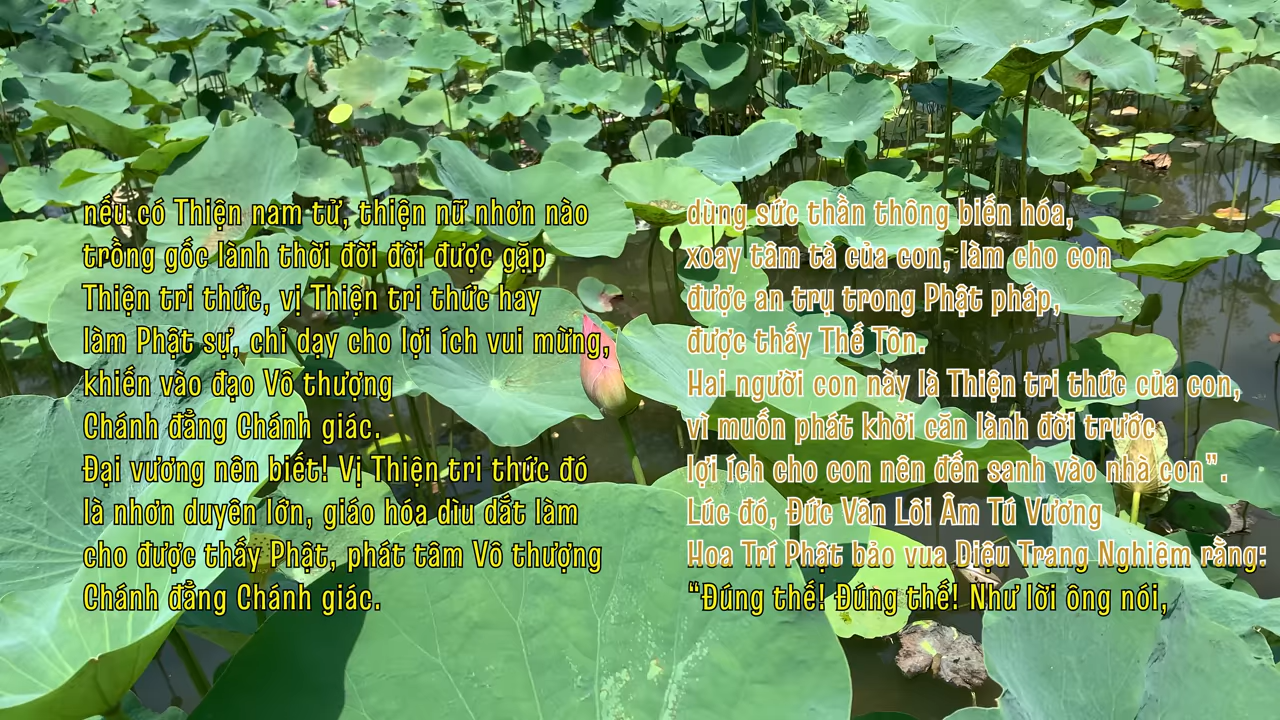 nếu có Thiện nam tử, thiện nữ nhơn nào
trồng gốc lành thời đời đời được gặp
Thiện tri thức, vị Thiện tri thức hay
làm Phật sự, chỉ dạy cho lợi ích vui mừng,
khiến vào đạo Vô thượng
Chánh đẳng Chánh giác.
Đại vương nên biết! Vị Thiện tri thức đó
là nhơn duyên lớn, giáo hóa dìu dắt làm
cho được thấy Phật, phát tâm Vô thượng
Chánh đẳng Chánh giác.
dùng sức thần thông biến hóa,
xoay tâm tà của con, làm cho con
được an trụ trong Phật pháp,
được thấy Thế Tôn.
Hai người con này là Thiện tri thức của con,
vì muốn phát khởi căn lành đời trước
lợi ích cho con nên đến sanh vào nhà con”.
Lúc đó, Đức Vân Lôi Âm Tú Vương
Hoa Trí Phật bảo vua Diệu Trang Nghiêm rằng:
“Đúng thế! Đúng thế! Như lời ông nói,